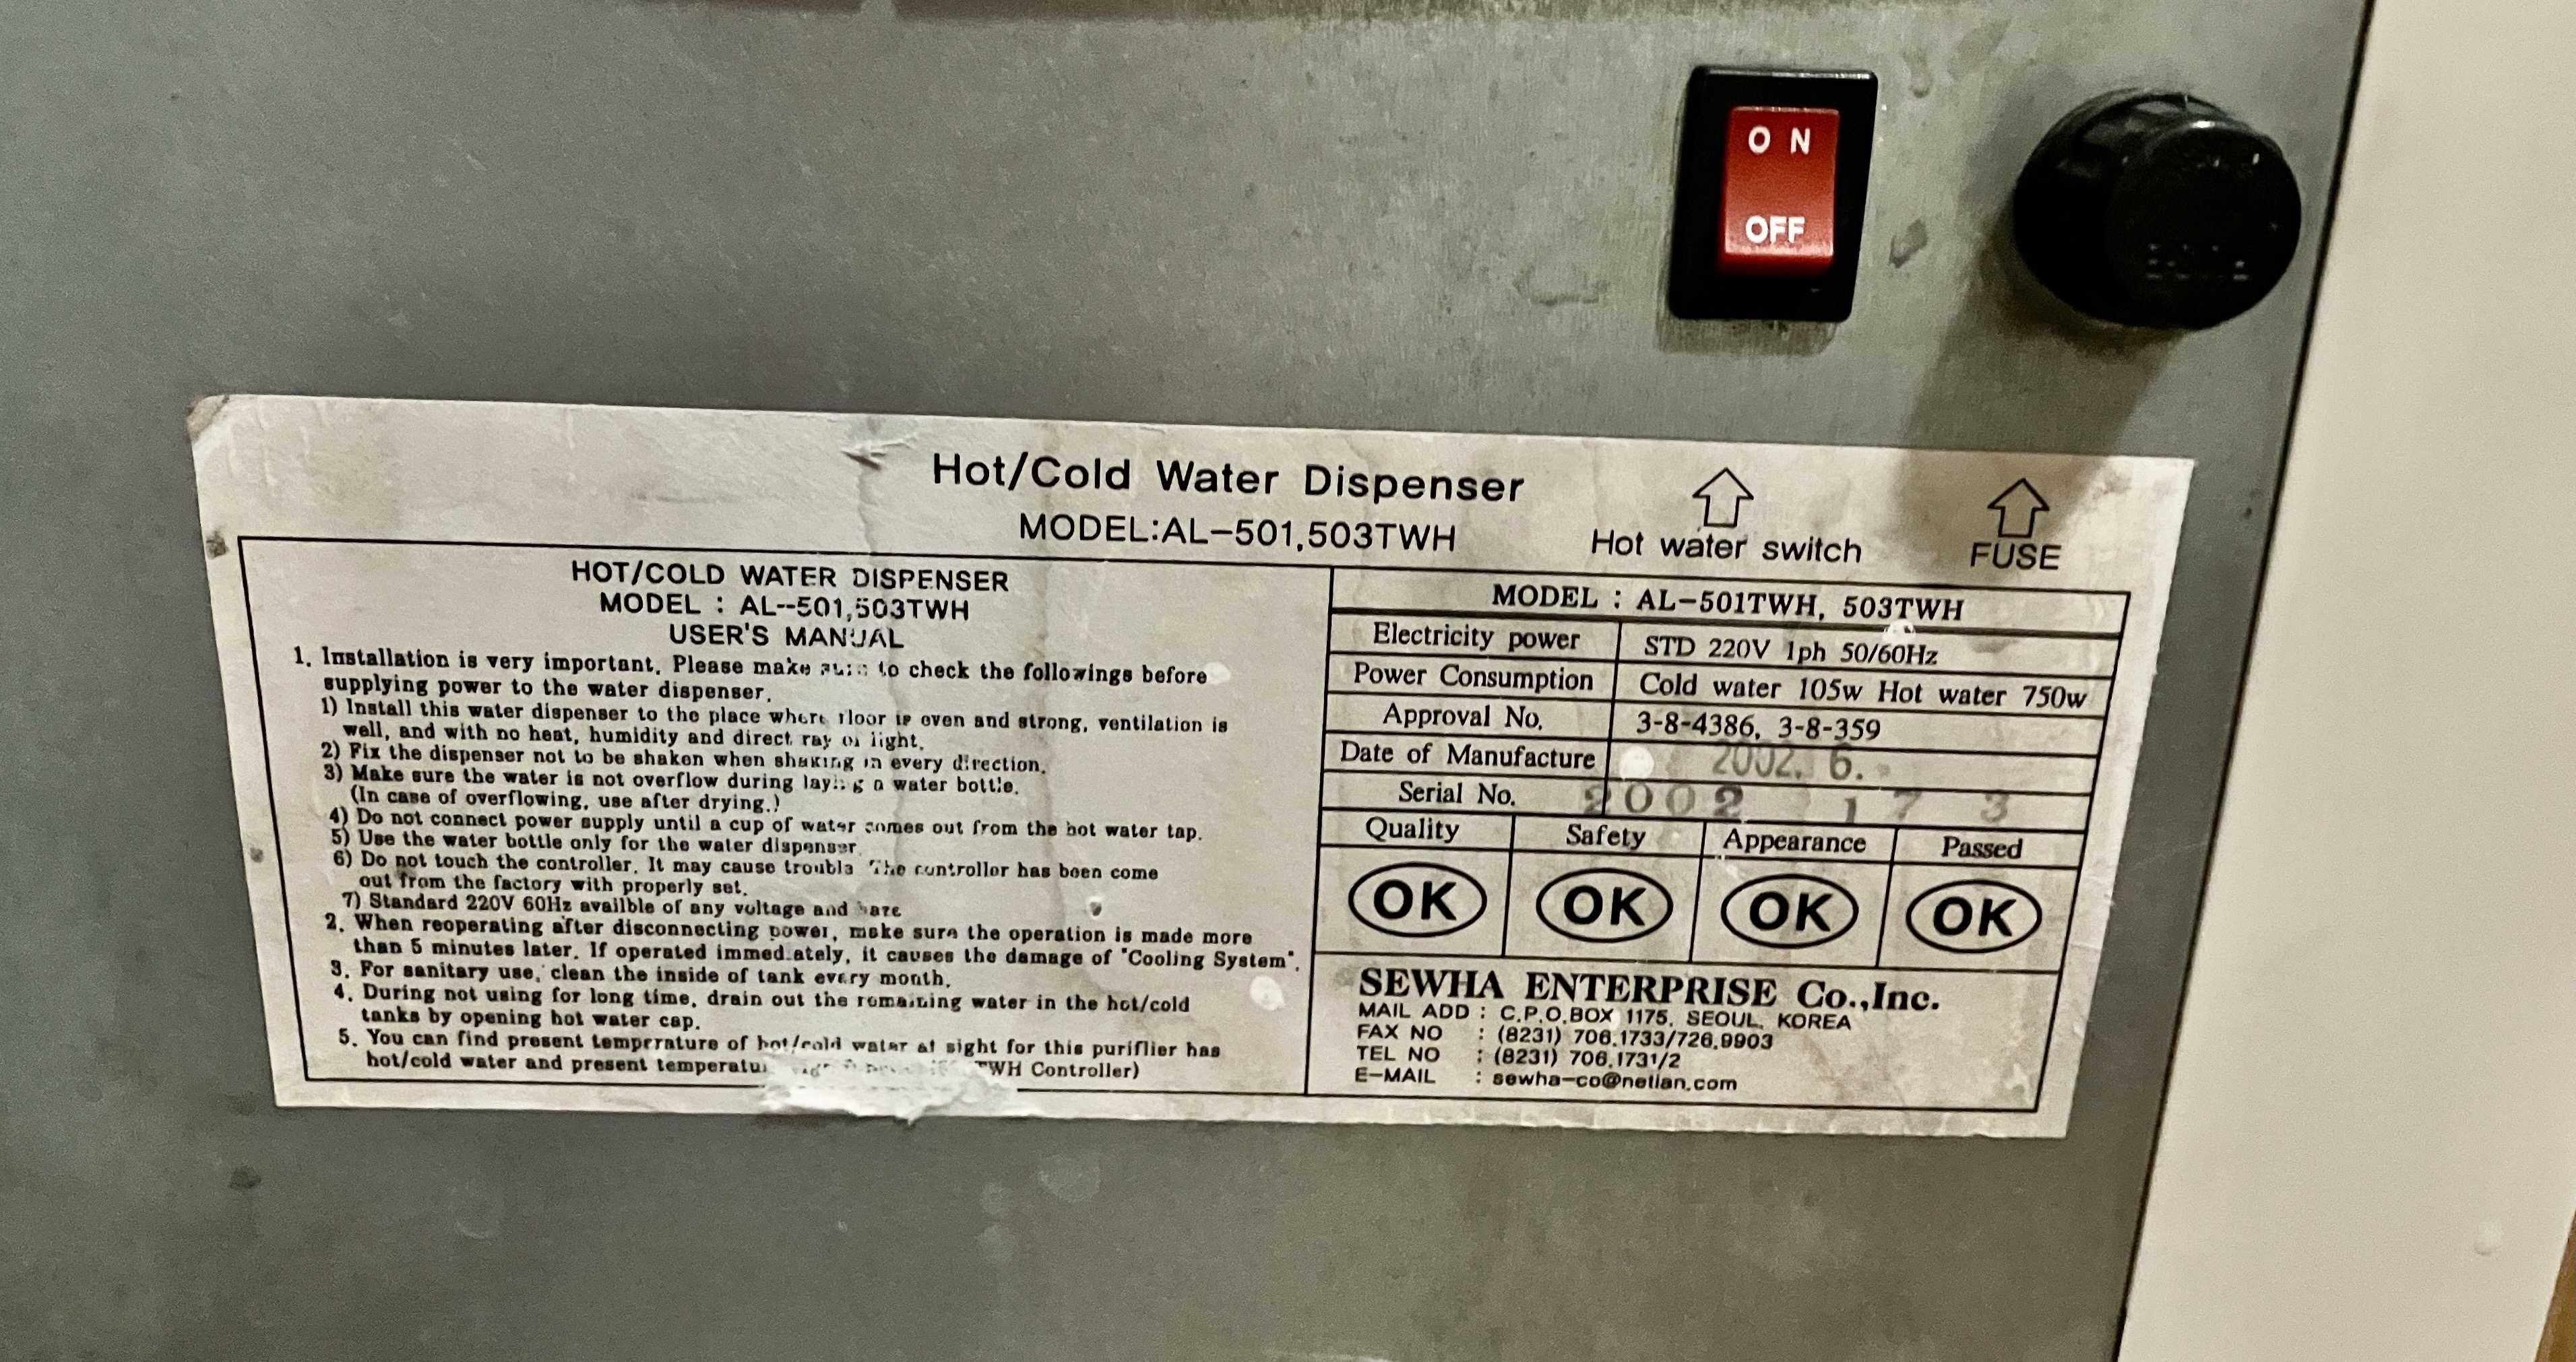 O N
OFF
Hot/Cold Water Dispenser
MODEL:AL-501,503TWH
Hot water switch
FUSE
HOT/COLD WATER DISPENSER
MODEL : AL--501,503TWH
USER'S MANUAL
1. Installation is very important. Please make to check the followings before
supplying power to the water dispenser.
1) Install this water dispenser to the place where floor is even and strong, ventilation is
well, and with no heat, humidity and direct ray of light.
2) Fix the dispenser not to be shaken when shaking in every direction.
3) Make sure the water is not overflow during laying a water bottle.
(In case of overflowing, use after drying.)
4) Do not connect power supply until a cup of water comes out from the hot water tap.
5) Use the water bottle only for the water dispenser
6) Do not touch the controller. It may cause trouble The controller has been come
out from the factory with properly set.
7) Standard 220V 60Hz availble of any voltage and
2. When reoperating after disconnecting power, make sure the operation is made more
than 5 minutes later. If operated immediately, it causes the damage of "Cooling System".
3. For sanitary use, clean the inside of tank every month.
4. During not using for long time, drain out the remaining water in the hot/cold
tanks by opening hot water cap.
5. You can find present temprrature of hot/cold water at sight for this puriflier has
hot/cold water and present TWH Controller)
MODEL : AL-501TWH, 503TWH
Electricity power STD 220V 1ph 50/60Hz
Power Consumption Cold water 105w Hot water 750w
Approval No. 3-8-4386, 3-8-359
Date of Manufacture 2002. 6.
Serial No. 2002 17 3
Quality Safety Appearance Passed
OK OK OK OK
SEWHA ENTERPRISE Co.,Inc.
MAIL ADD : C.P.O.BOX 1175, SEOUL, KOREA
FAX NO : (8231) 706.1733/726.9903
TEL NO : (8231) 706.1731/2
E-MAIL : sewha-co@netian.com